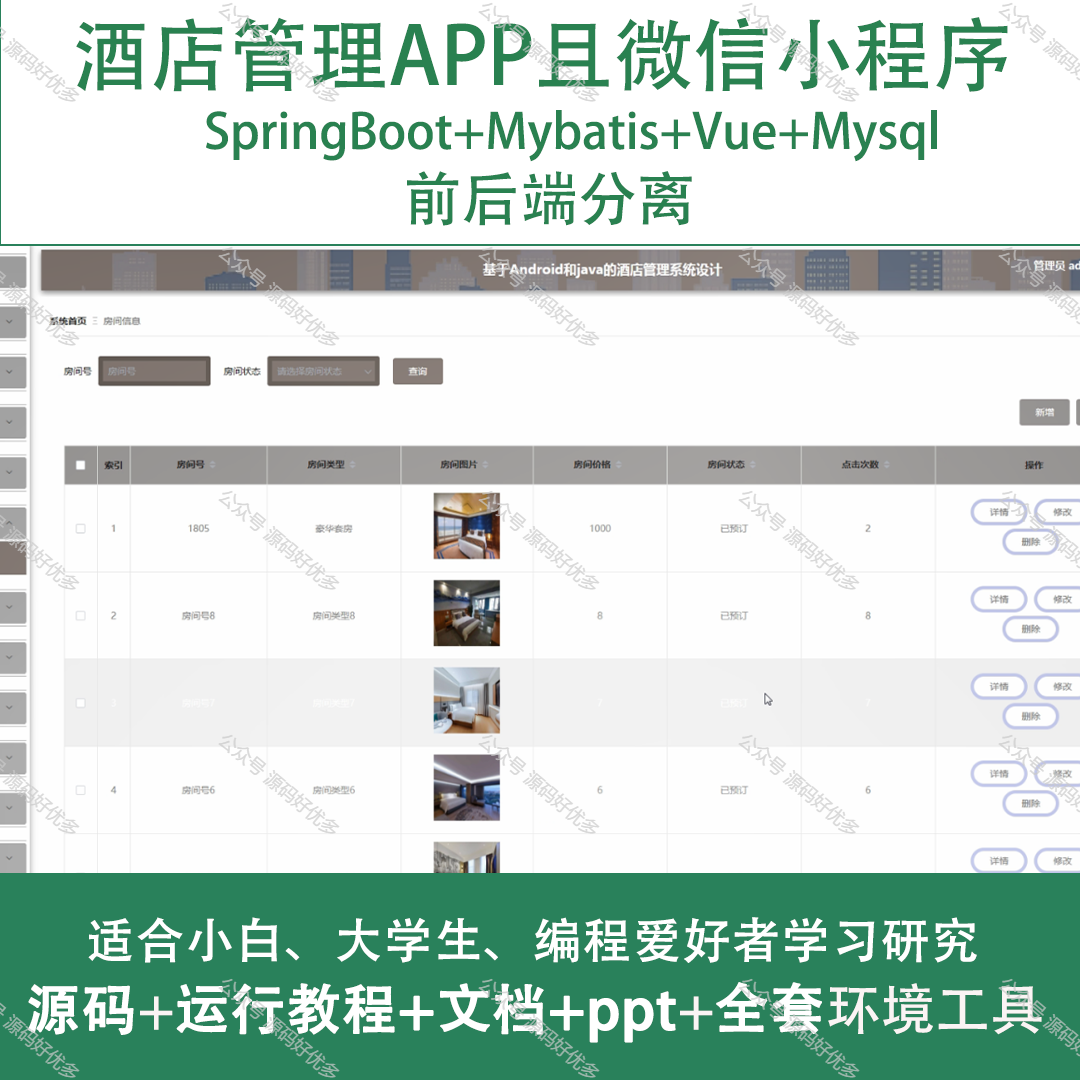 酒店管理APP且微信小程序
SpringBoot+Mybatis+Vue+Mysql
前后端分离
基于Android和java的酒店管理系统设计
管理员 ad
系统首页 房间信息
房间号 房间号 房间状态 请选择房间状态 查询
新增
索引 房间号 房间类型 房间图片 房间价格 房间状态 点击次数 操作
1 1805 豪华套房 1000 已预订 2 详情 修改
删除
2 房间号8 房间类型8 8 已预订 8 详情 修改
删除
房间号7 房间类型7 7 已预订 详情 修改
删除
4 房间号6 房间类型6 6 已预订 6 详情 修改
删除
详情 修改
适合小白、大学生、编程爱好者学习研究
源码+运行教程+文档+ppt+全套环境工具
公众号 源码好优多